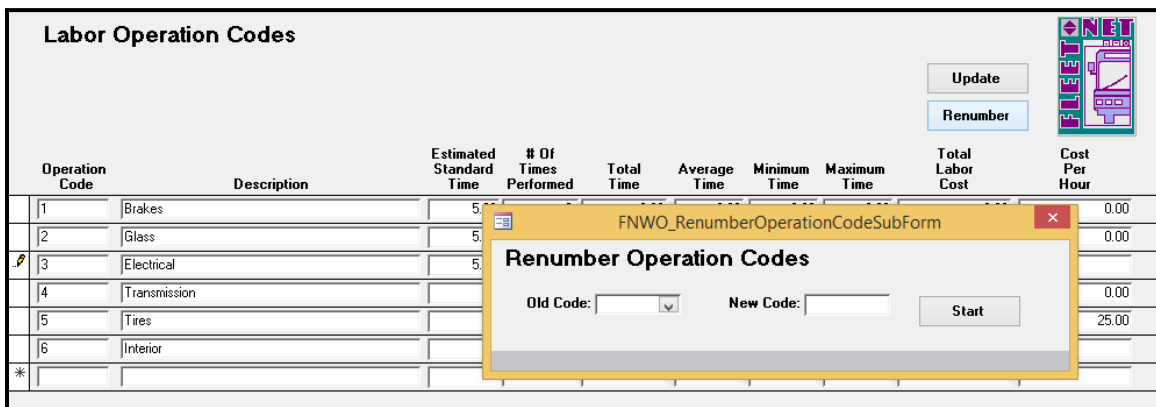 Labor Operation Codes
FLEET NET
Update
Renumber
Operation Code
Description
Estimated Standard Time
# Of Times Performed
Total Time
Average Time
Minimum Time
Maximum Time
Total Labor Cost
Cost Per Hour
1 Brakes 0.00
2 Glass 0.00
3 Electrical
4 Transmission 0.00
5 Tires 25.00
6 Interior
*
FNWO_RenumberOperationCodeSubForm
Renumber Operation Codes
Old Code: New Code: Start